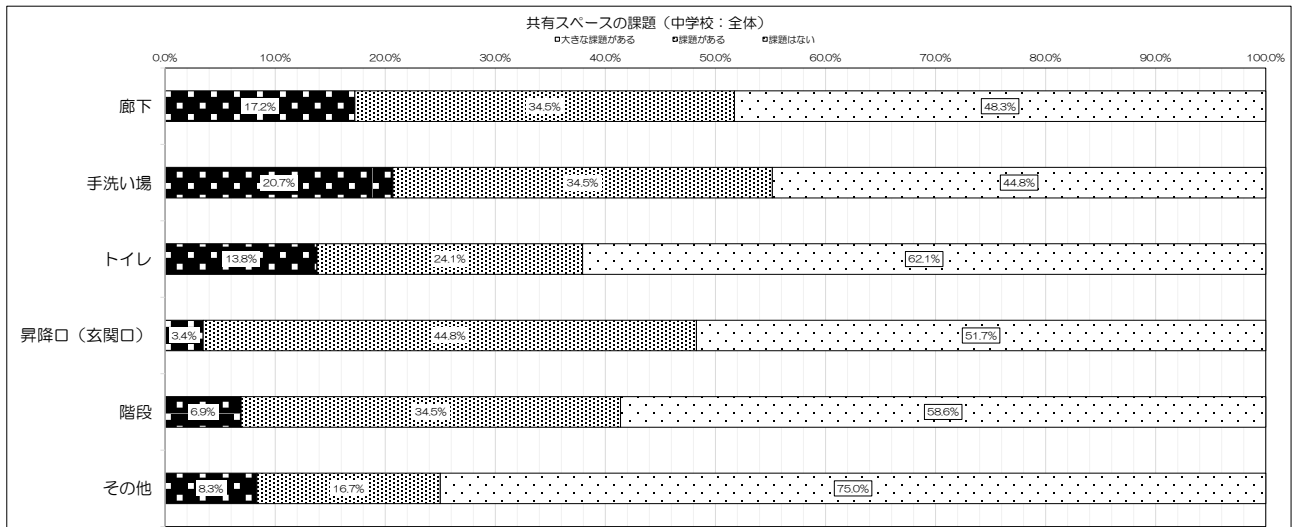 共有スペースの課題（中学校：全体）
大きな課題がある 課題がある 課題はない
0.0% 10.0% 20.0% 30.0% 40.0% 50.0% 60.0% 70.0% 80.0% 90.0% 100.0%
廊下 17.2% 34.5% 48.3%
手洗い場 20.7% 34.5% 44.8%
トイレ 13.8% 24.1% 62.1%
昇降口（玄関口） 3.4% 44.8% 51.7%
階段 6.9% 34.5% 58.6%
その他 8.3% 16.7% 75.0%